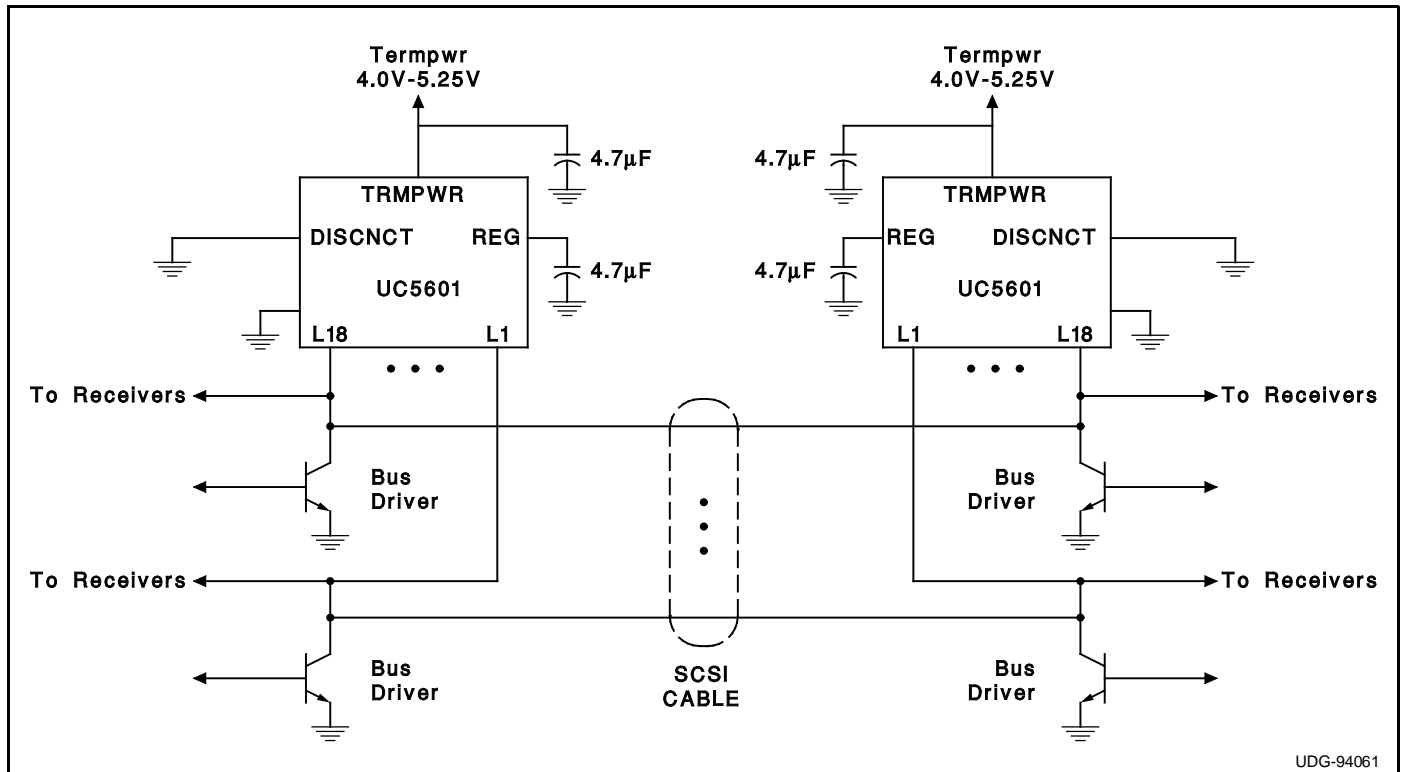 Termpwr
4.0V-5.25V
Termpwr
4.0V-5.25V
4.7μF
4.7μF
TRMPWR
TRMPWR
DISCNCT
REG
REG
DISCNCT
4.7μF
4.7μF
UC5601
UC5601
L18
L1
L1
L18
To Receivers
To Receivers
Bus
Driver
Bus
Driver
To Receivers
To Receivers
Bus
Driver
SCSI
CABLE
Bus
Driver
UDG-94061